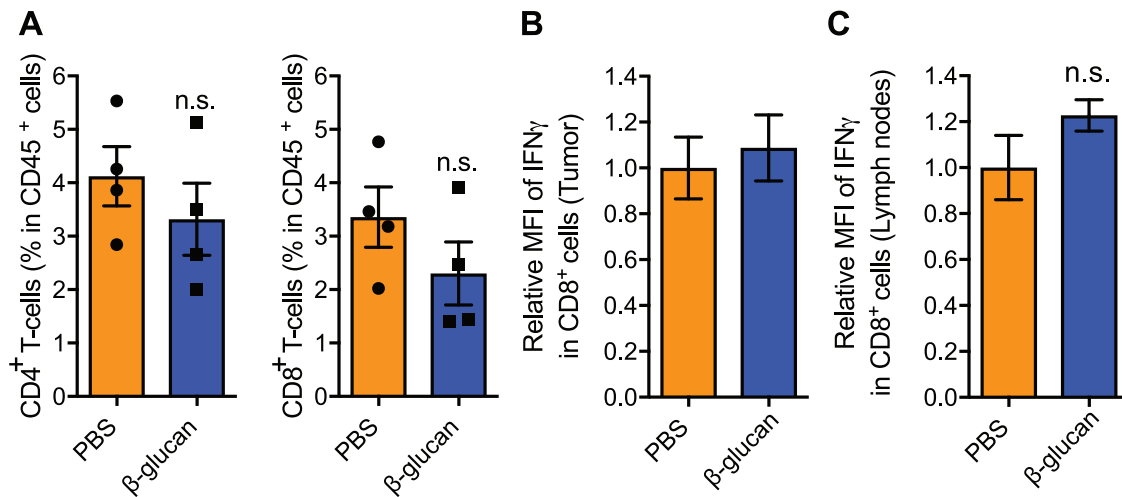 A
CD4+ T-cells (% in CD45 + cells)
6
5
4
3
2
1
0
n.s.
PBS
β-glucan
CD8+ T-cells (% in CD45 + cells)
6
5
4
3
2
1
0
n.s.
PBS
β-glucan
B
Relative MFI of IFNγ
in CD8+ cells (Tumor)
1.4
1.2
1.0
0.8
0.6
0.4
0.2
0.0
PBS
β-glucan
C
Relative MFI of IFNγ
in CD8+ cells (Lymph nodes)
1.4
1.2
1.0
0.8
0.6
0.4
0.2
0.0
n.s.
PBS
β-glucan